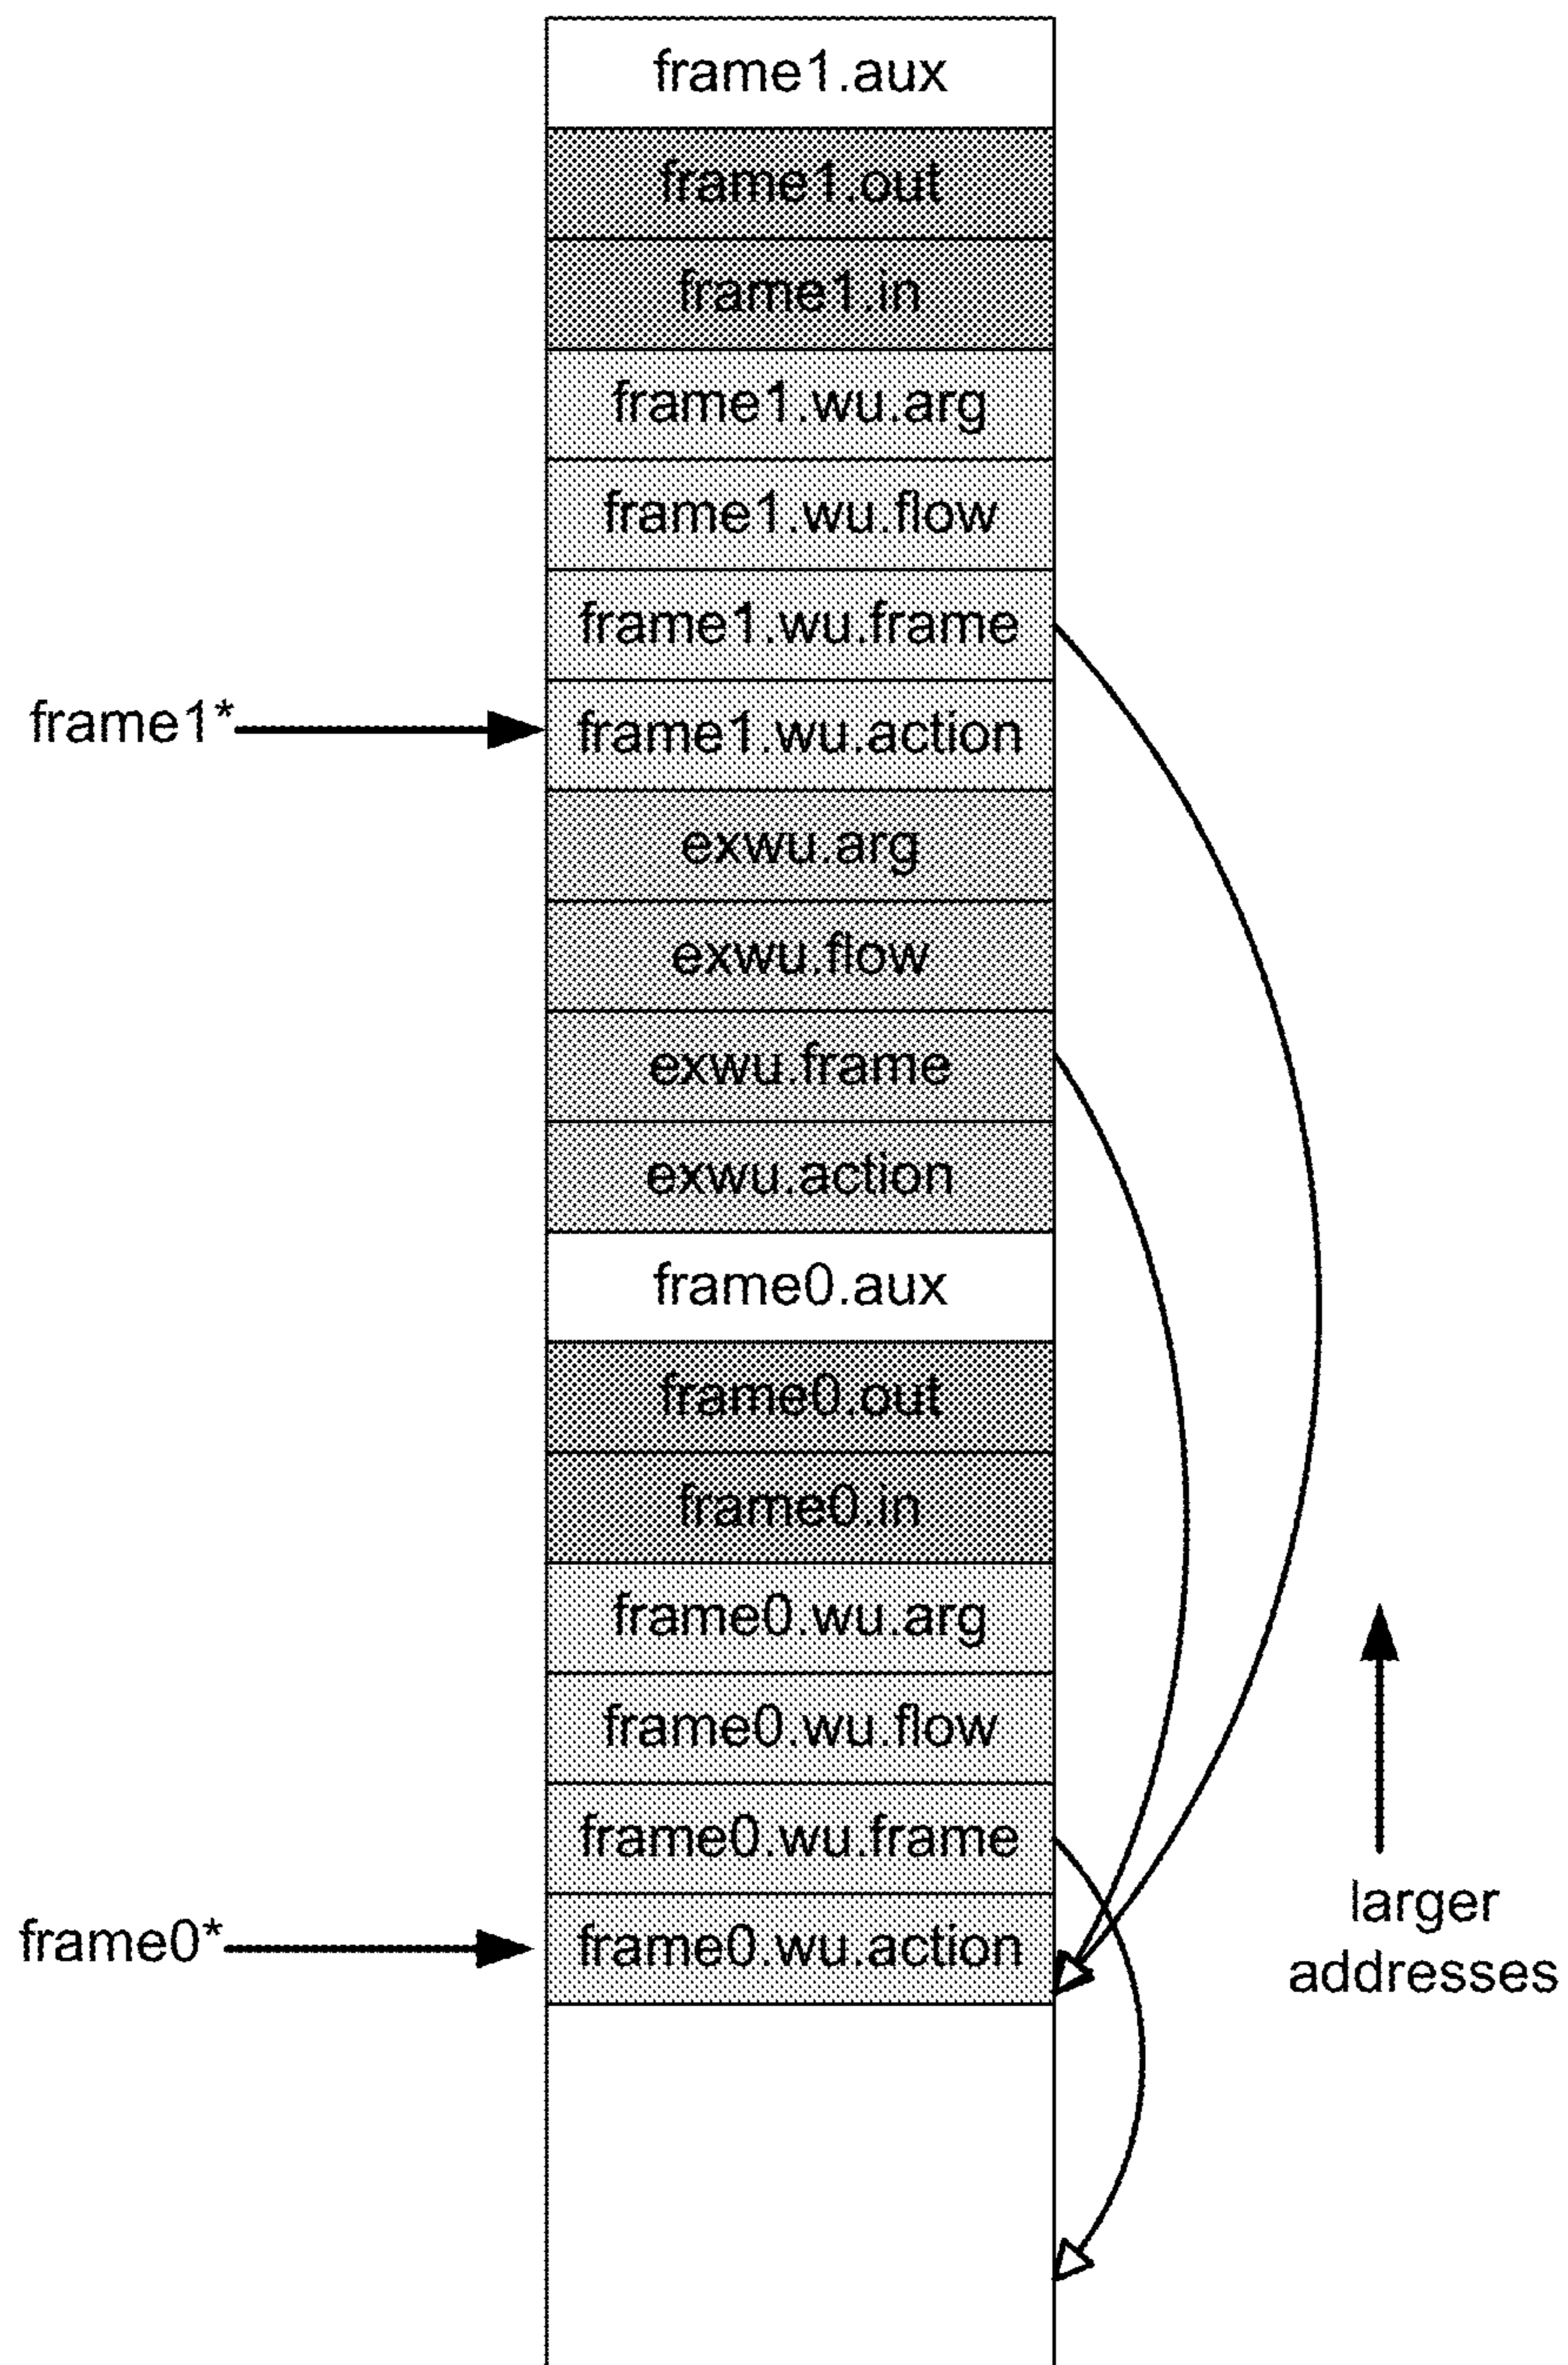 frame1.aux
frame1.out
frame1.in
frame1.wu.arg
frame1.wu.flow
frame1.wu.frame
frame1*
frame1.wu.action
exwu.arg
exwu.flow
exwu.frame
exwu.action
frame0.aux
frame0.out
frame0.in
frame0.wu.arg
frame0.wu.flow
frame0.wu.frame
frame0*
frame0.wu.action
larger
addresses